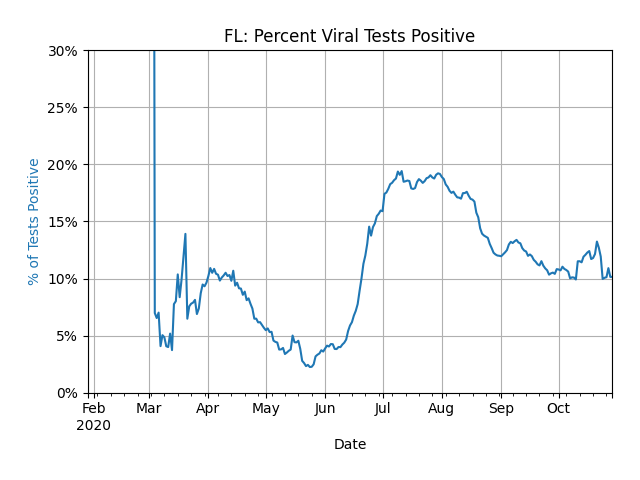 FL: Percent Viral Tests Positive
30%
25%
20%
15%
10%
5%
0%
% of Tests Positive
Feb Mar Apr May Jun Jul Aug Sep Oct
2020
Date